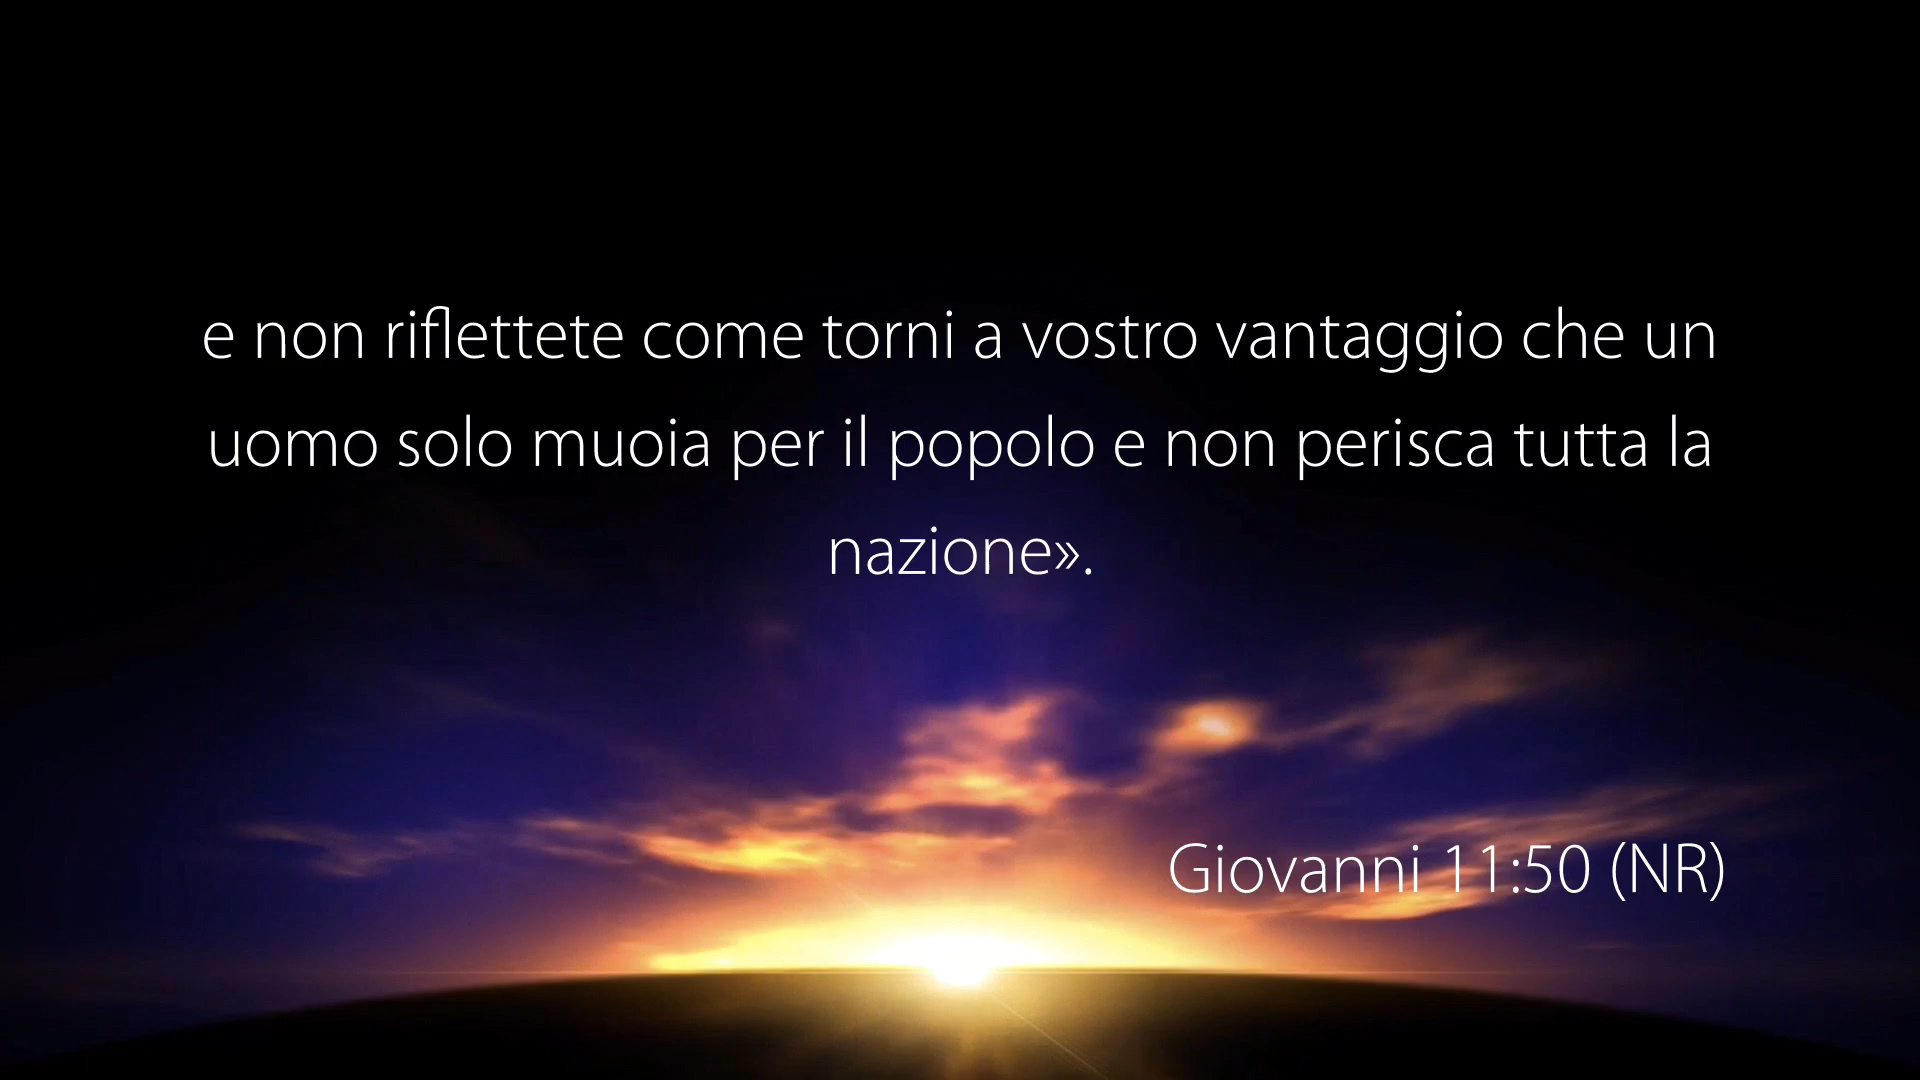 e non riflettete come torni a vostro vantaggio che un
uomo solo muoia per il popolo e non perisca tutta la
nazione».
Giovanni 11:50 (NR)